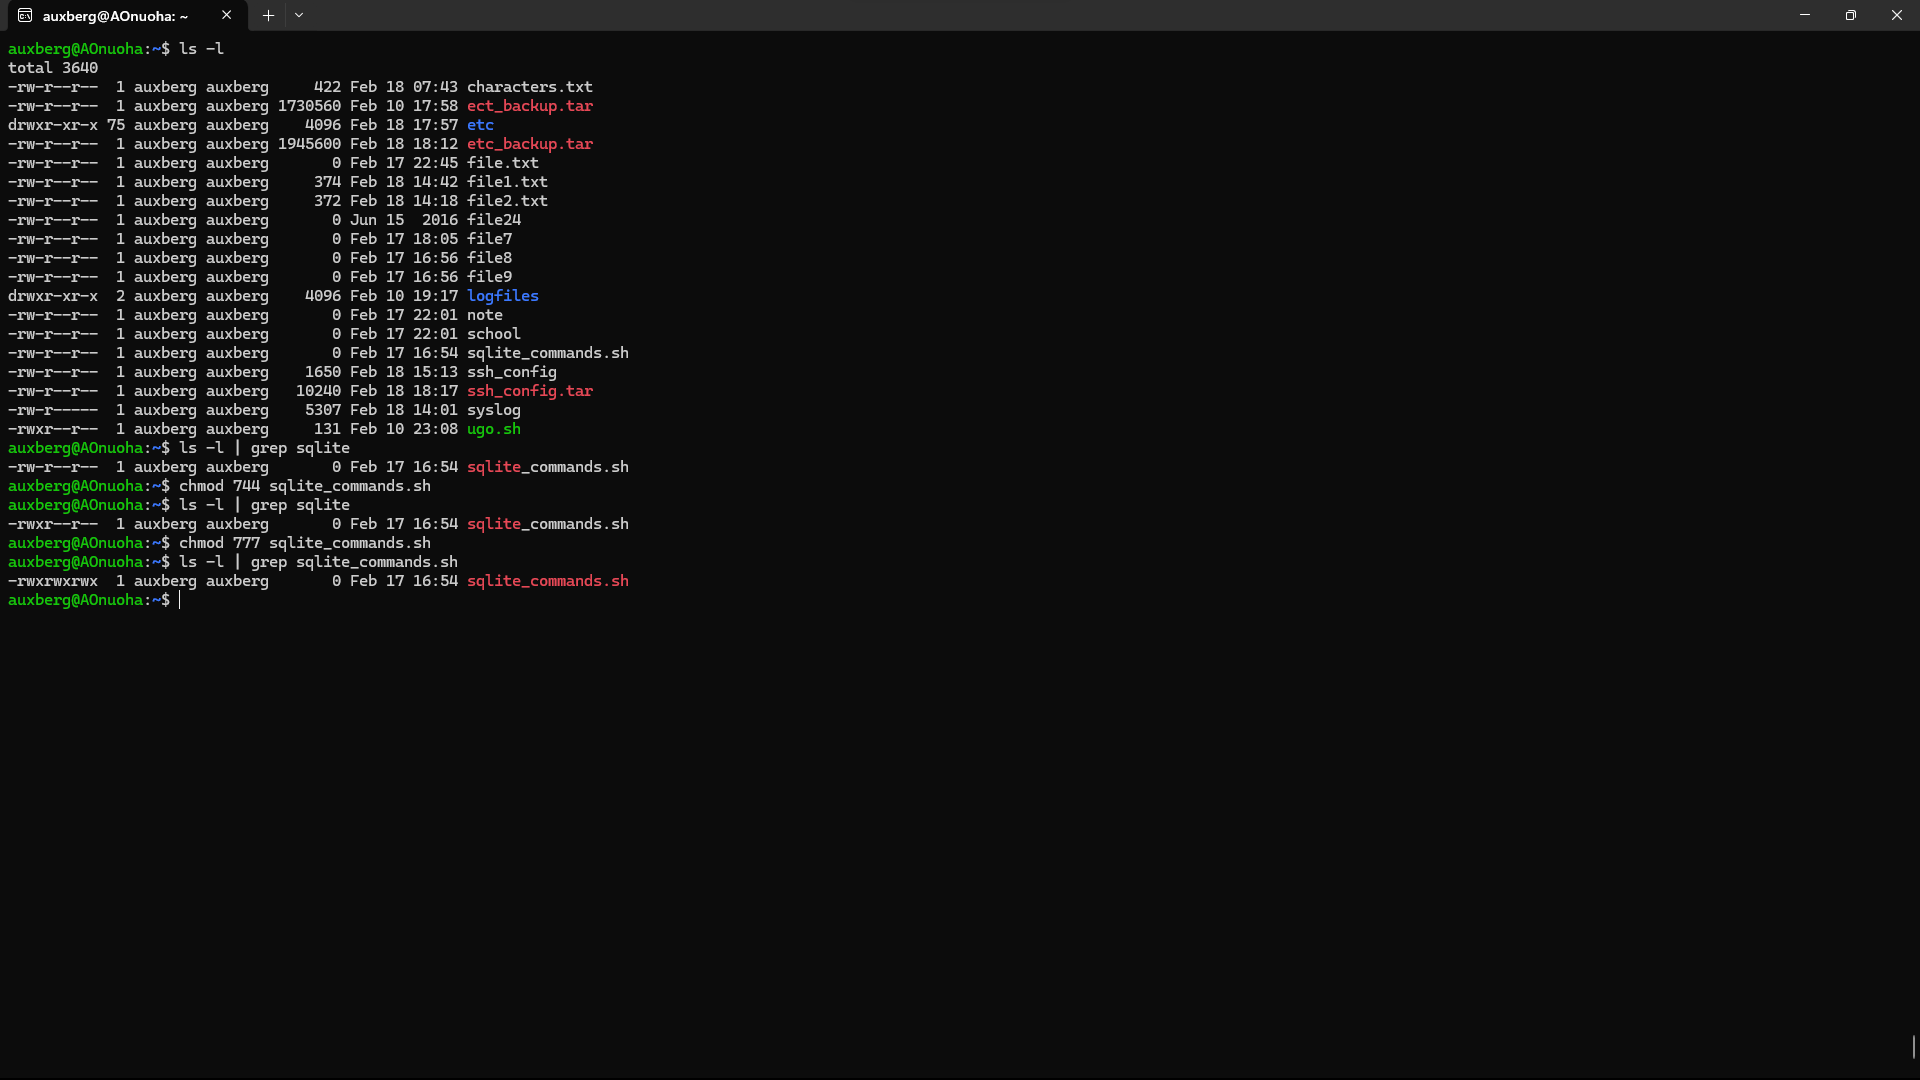 auxberg@AOnuoha: ~
auxberg@AOnuoha:~$ ls -l
total 3640
-rw-r--r--  1 auxberg auxberg     422 Feb 18 07:43 characters.txt
-rw-r--r--  1 auxberg auxberg 1730560 Feb 10 17:58 ect_backup.tar
drwxr-xr-x 75 auxberg auxberg    4096 Feb 18 17:57 etc
-rw-r--r--  1 auxberg auxberg 1945600 Feb 18 18:12 etc_backup.tar
-rw-r--r--  1 auxberg auxberg       0 Feb 17 22:45 file.txt
-rw-r--r--  1 auxberg auxberg     374 Feb 18 14:42 file1.txt
-rw-r--r--  1 auxberg auxberg     372 Feb 18 14:18 file2.txt
-rw-r--r--  1 auxberg auxberg       0 Jun 15  2016 file24
-rw-r--r--  1 auxberg auxberg       0 Feb 17 18:05 file7
-rw-r--r--  1 auxberg auxberg       0 Feb 17 16:56 file8
-rw-r--r--  1 auxberg auxberg       0 Feb 17 16:56 file9
drwxr-xr-x  2 auxberg auxberg    4096 Feb 10 19:17 logfiles
-rw-r--r--  1 auxberg auxberg       0 Feb 17 22:01 note
-rw-r--r--  1 auxberg auxberg       0 Feb 17 22:01 school
-rw-r--r--  1 auxberg auxberg       0 Feb 17 16:54 sqlite_commands.sh
-rw-r--r--  1 auxberg auxberg    1650 Feb 18 15:13 ssh_config
-rw-r--r--  1 auxberg auxberg   10240 Feb 18 18:17 ssh_config.tar
-rw-r-----  1 auxberg auxberg    5307 Feb 18 14:01 syslog
-rwxr--r--  1 auxberg auxberg     131 Feb 10 23:08 ugo.sh
auxberg@AOnuoha:~$ ls -l | grep sqlite
-rw-r--r--  1 auxberg auxberg       0 Feb 17 16:54 sqlite_commands.sh
auxberg@AOnuoha:~$ chmod 744 sqlite_commands.sh
auxberg@AOnuoha:~$ ls -l | grep sqlite
-rwxr--r--  1 auxberg auxberg       0 Feb 17 16:54 sqlite_commands.sh
auxberg@AOnuoha:~$ chmod 777 sqlite_commands.sh
auxberg@AOnuoha:~$ ls -l | grep sqlite_commands.sh
-rwxrwxrwx  1 auxberg auxberg       0 Feb 17 16:54 sqlite_commands.sh
auxberg@AOnuoha:~$